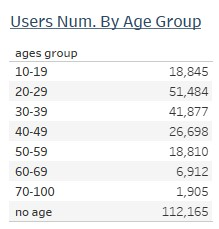 Users Num. By Age Group
ages group
10-19 18,845
20-29 51,484
30-39 41,877
40-49 26,698
50-59 18,810
60-69 6,912
70-100 1,905
no age 112,165